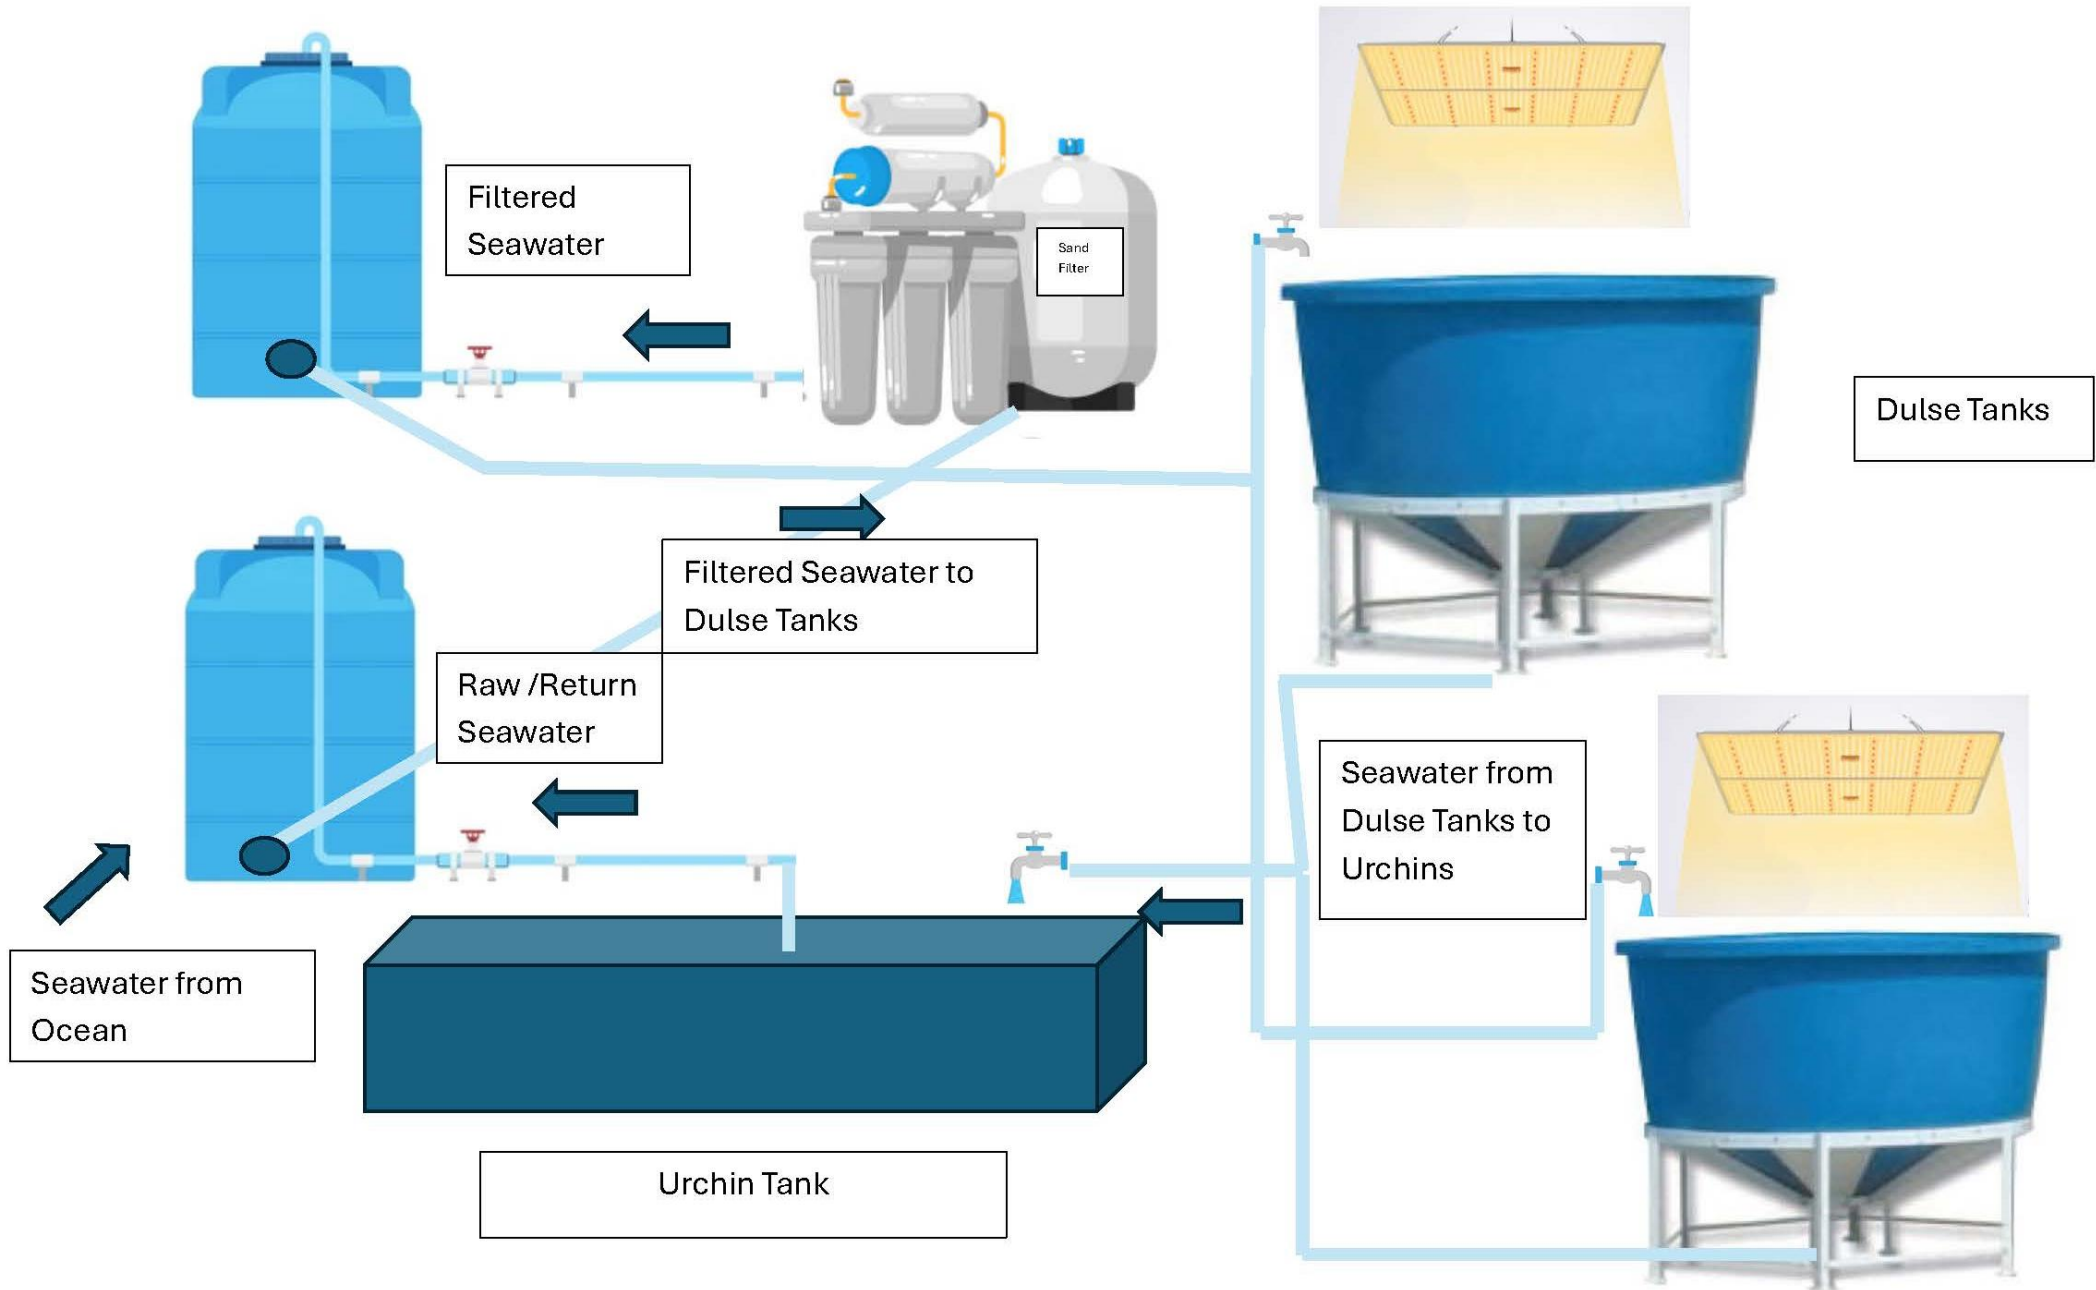 Filtered
Seawater
Sand
Filter
Dulse Tanks
Filtered Seawater to
Dulse Tanks
Raw /Return
Seawater
Seawater from
Dulse Tanks to
Urchins
Seawater from
Ocean
Urchin Tank